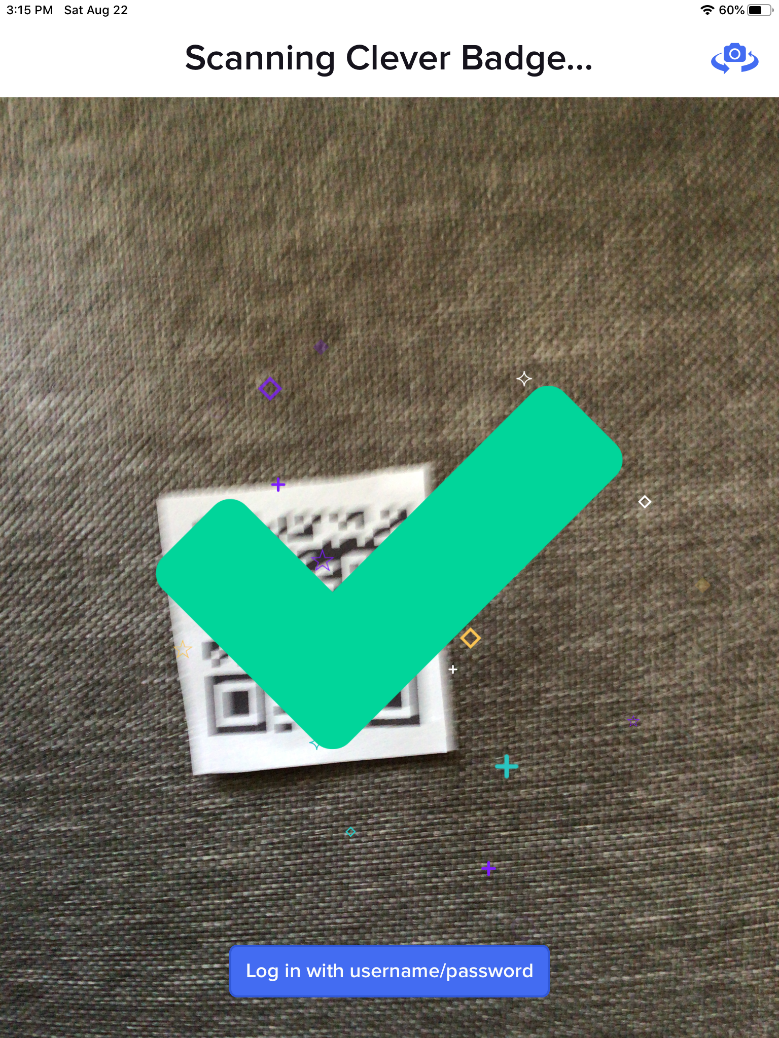 3:15 PM Sat Aug 22
60%
Scanning Clever Badge...
Log in with username/password